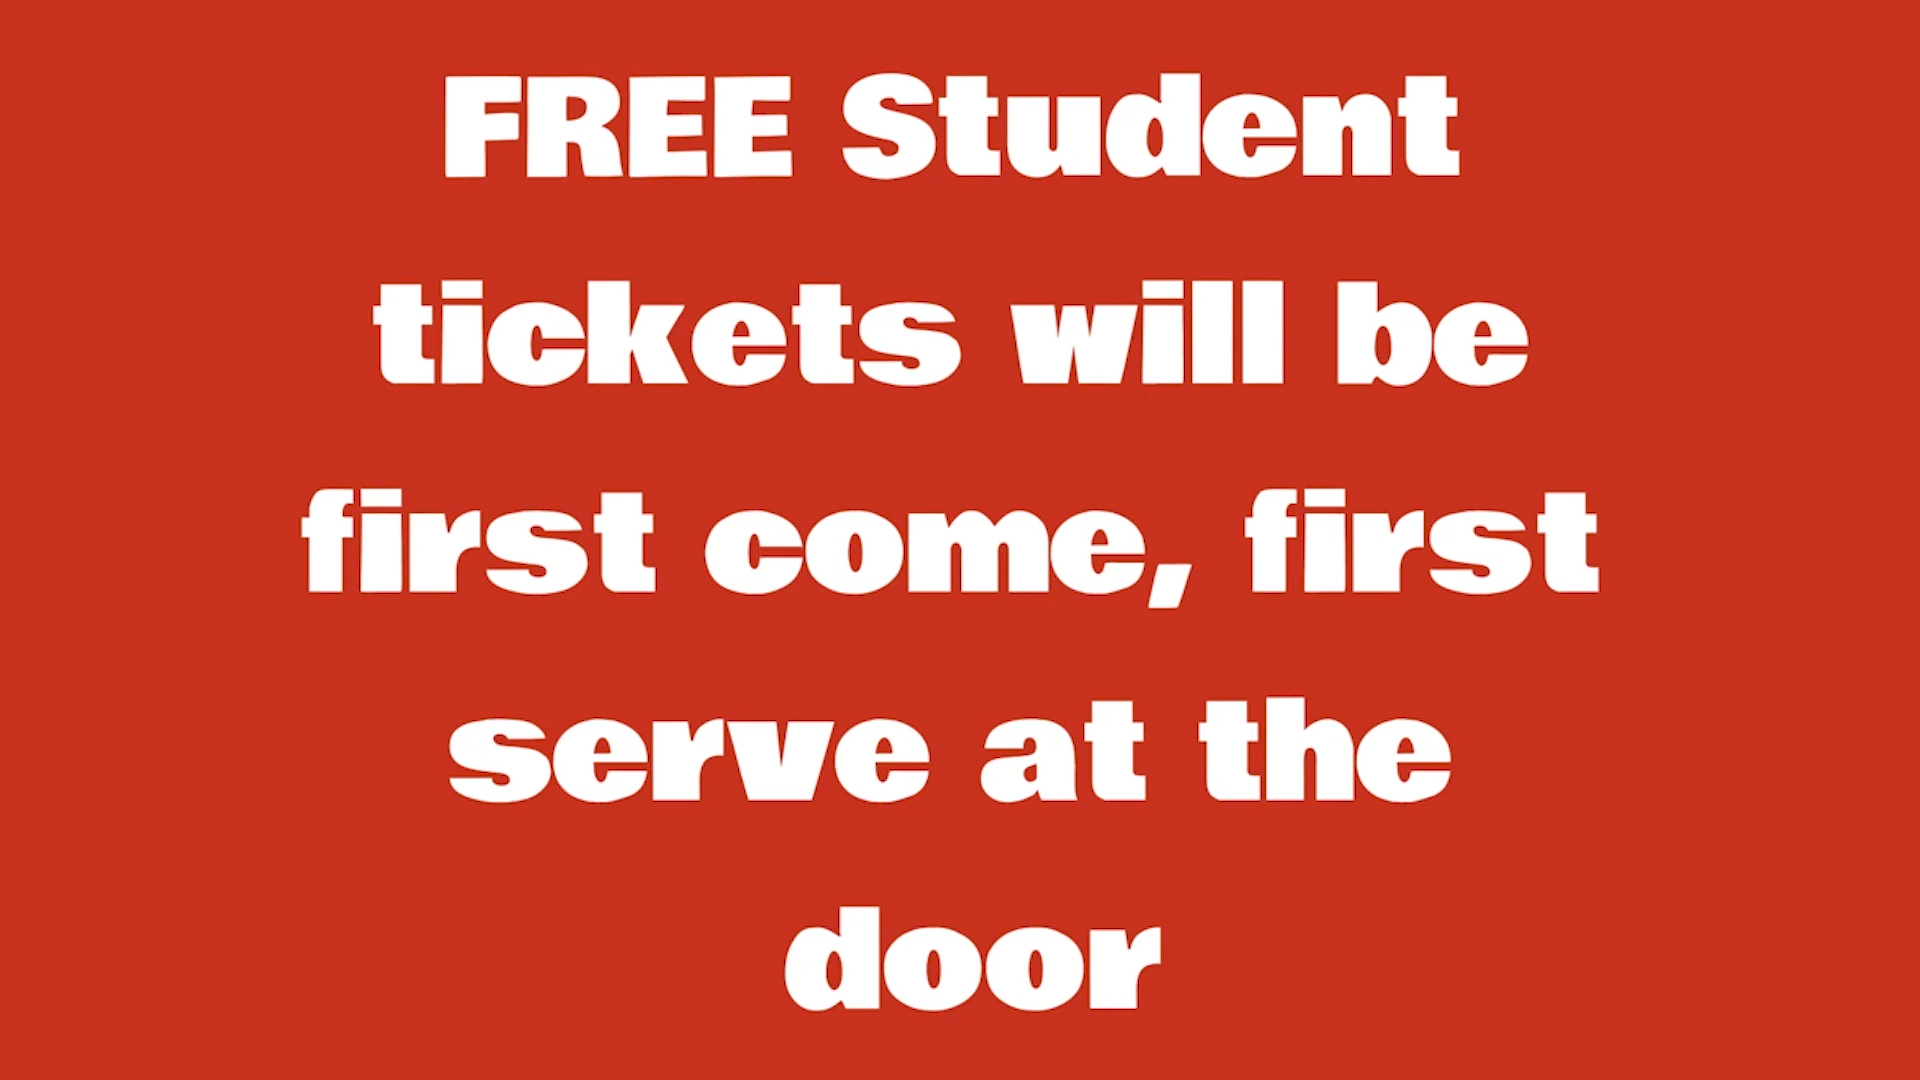 FREE Student
tickets will be
first come, first
serve at the
door